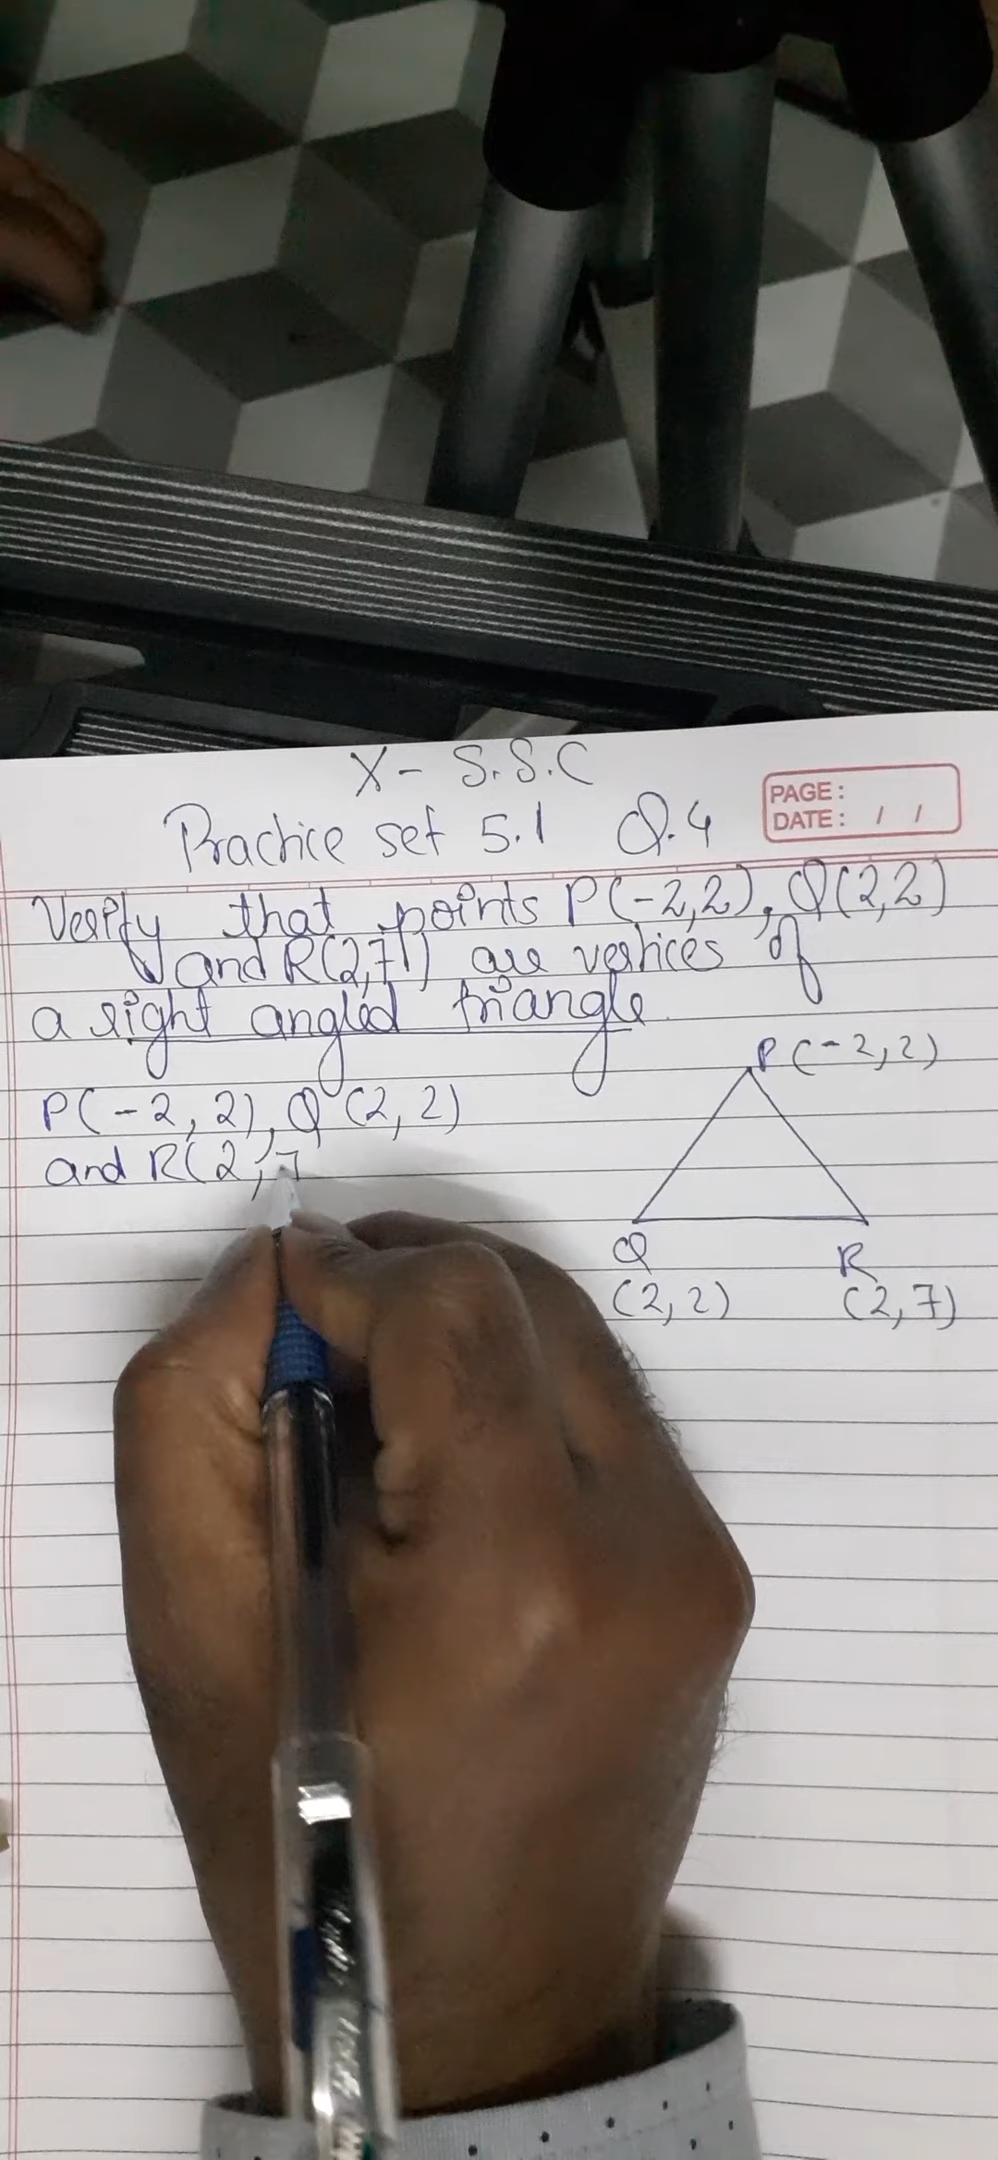 X - S.S.C
Practice set 5.1 Q.4
PAGE:
DATE: / /
Verify that points P(-2,2), Q(2,2)
and R(2,7) are vertices of
a right angled triangle.
P(-2,2)
P(-2, 2), Q (2, 2)
and R(2, 7
Q
R
(2, 2)
(2, 7)